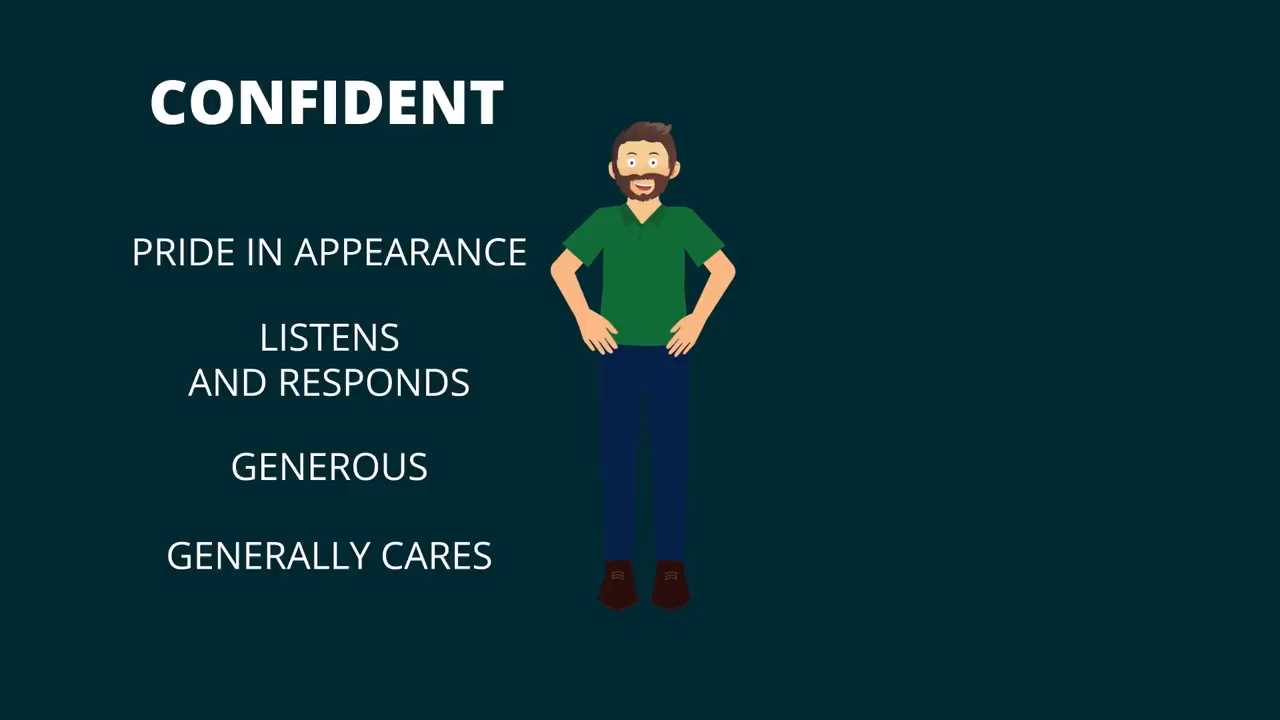 CONFIDENT
PRIDE IN APPEARANCE
LISTENS
AND RESPONDS
GENEROUS
GENERALLY CARES